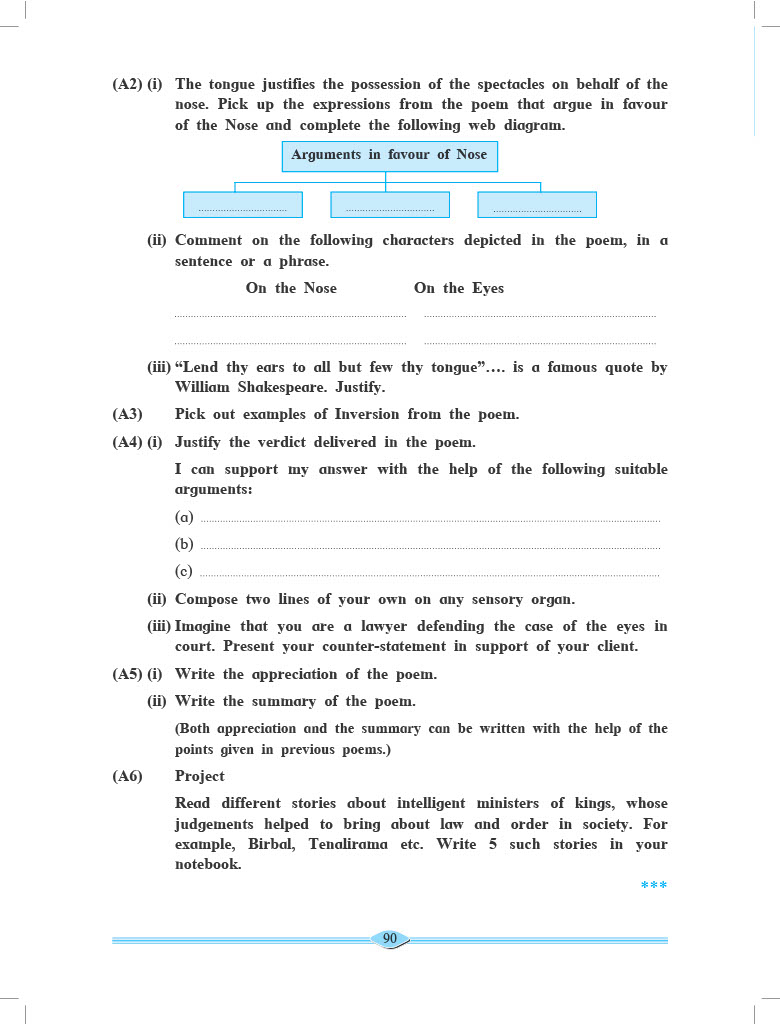 (A2) (i) The tongue justifies the possession of the spectacles on behalf of the
nose. Pick up the expressions from the poem that argue in favour
of the Nose and complete the following web diagram.
Arguments in favour of Nose
................................ ................................ ................................
(ii) Comment on the following characters depicted in the poem, in a
sentence or a phrase.
On the Nose On the Eyes
(iii) “Lend thy ears to all but few thy tongue”.... is a famous quote by
William Shakespeare. Justify.
(A3) Pick out examples of Inversion from the poem.
(A4) (i) Justify the verdict delivered in the poem.
I can support my answer with the help of the following suitable
arguments:
(a)
(b)
(c)
(ii) Compose two lines of your own on any sensory organ.
(iii) Imagine that you are a lawyer defending the case of the eyes in
court. Present your counter-statement in support of your client.
(A5) (i) Write the appreciation of the poem.
(ii) Write the summary of the poem.
(Both appreciation and the summary can be written with the help of the
points given in previous poems.)
(A6) Project
Read different stories about intelligent ministers of kings, whose
judgements helped to bring about law and order in society. For
example, Birbal, Tenalirama etc. Write 5 such stories in your
notebook.
***
90